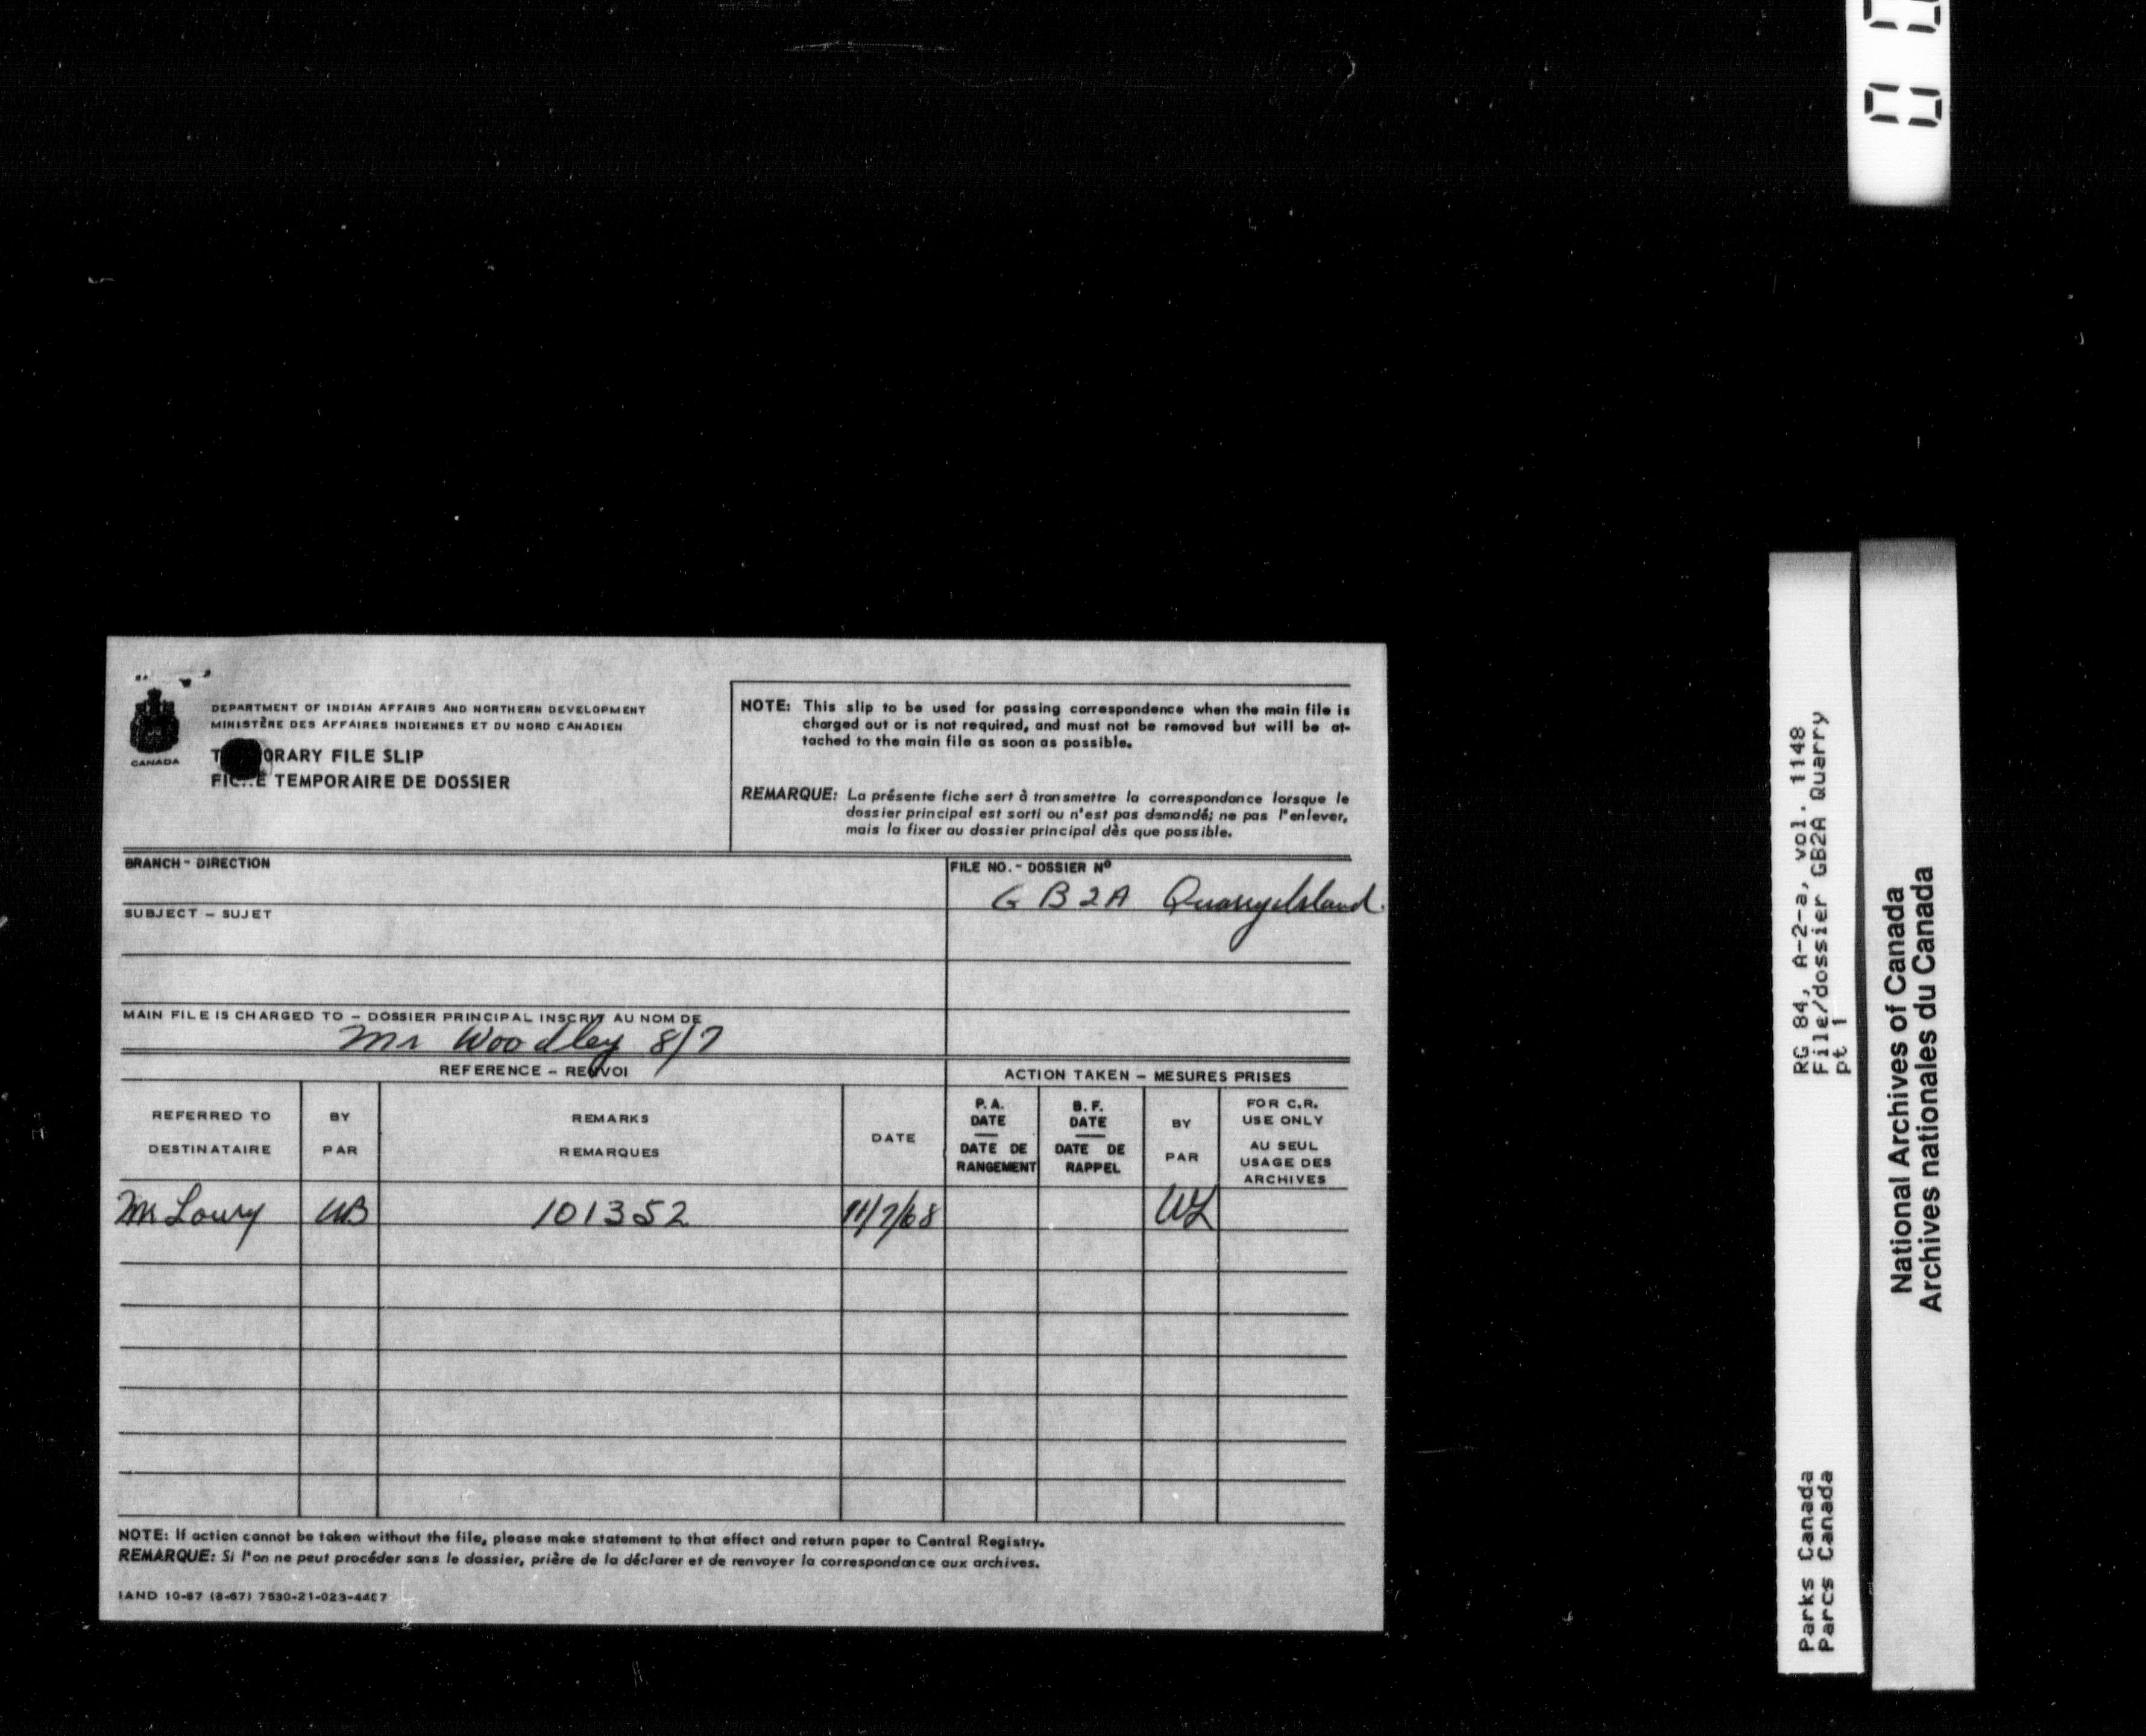 DEPARTMENT OF INDIAN AFFAIRS AND NORTHERN DEVELOPMENT
MINISTÈRE DES AFFAIRES INDIENNES ET DU NORD CANADIEN
CANADA
T ORARY FILE SLIP
FICHE TEMPORAIRE DE DOSSIER
NOTE: This slip to be used for passing correspondence when the main file is
charged out or is not required, and must not be removed but will be at-
tached to the main file as soon as possible.
REMARQUE: La présente fiche sert à transmettre la correspondance lorsque le
dossier principal est sorti ou n'est pas demandé; ne pas l'enlever,
mais la fixer au dossier principal dès que possible.
BRANCH - DIRECTION
FILE NO. - DOSSIER Nº
G B 2 A Quarry Island.
SUBJECT - SUJET
MAIN FILE IS CHARGED TO - DOSSIER PRINCIPAL INSCRIT AU NOM DE
Mr Woodley 8/7
REFERENCE - RENVOI
ACTION TAKEN - MESURES PRISES
REFERRED TO
DESTINATAIRE
BY
PAR
REMARKS
REMARQUES
DATE
P. A.
DATE
DATE DE
RANGEMENT
B. F.
DATE
DATE DE
RAPPEL
BY
PAR
FOR C.R.
USE ONLY
AU SEUL
USAGE DES
ARCHIVES
Mr Lowry WB 101352 11/7/68 WL
NOTE: If action cannot be taken without the file, please make statement to that effect and return paper to Central Registry.
REMARQUE: Si l'on ne peut procéder sans le dossier, prière de la déclarer et de renvoyer la correspondance aux archives.
IAND 10-87 (8-67) 7530-21-023-4407
RG 84, A-2-a, vol. 1148
File/dossier GB2A Quarry
pt 1
Parks Canada
Parcs Canada
National Archives of Canada
Archives nationales du Canada